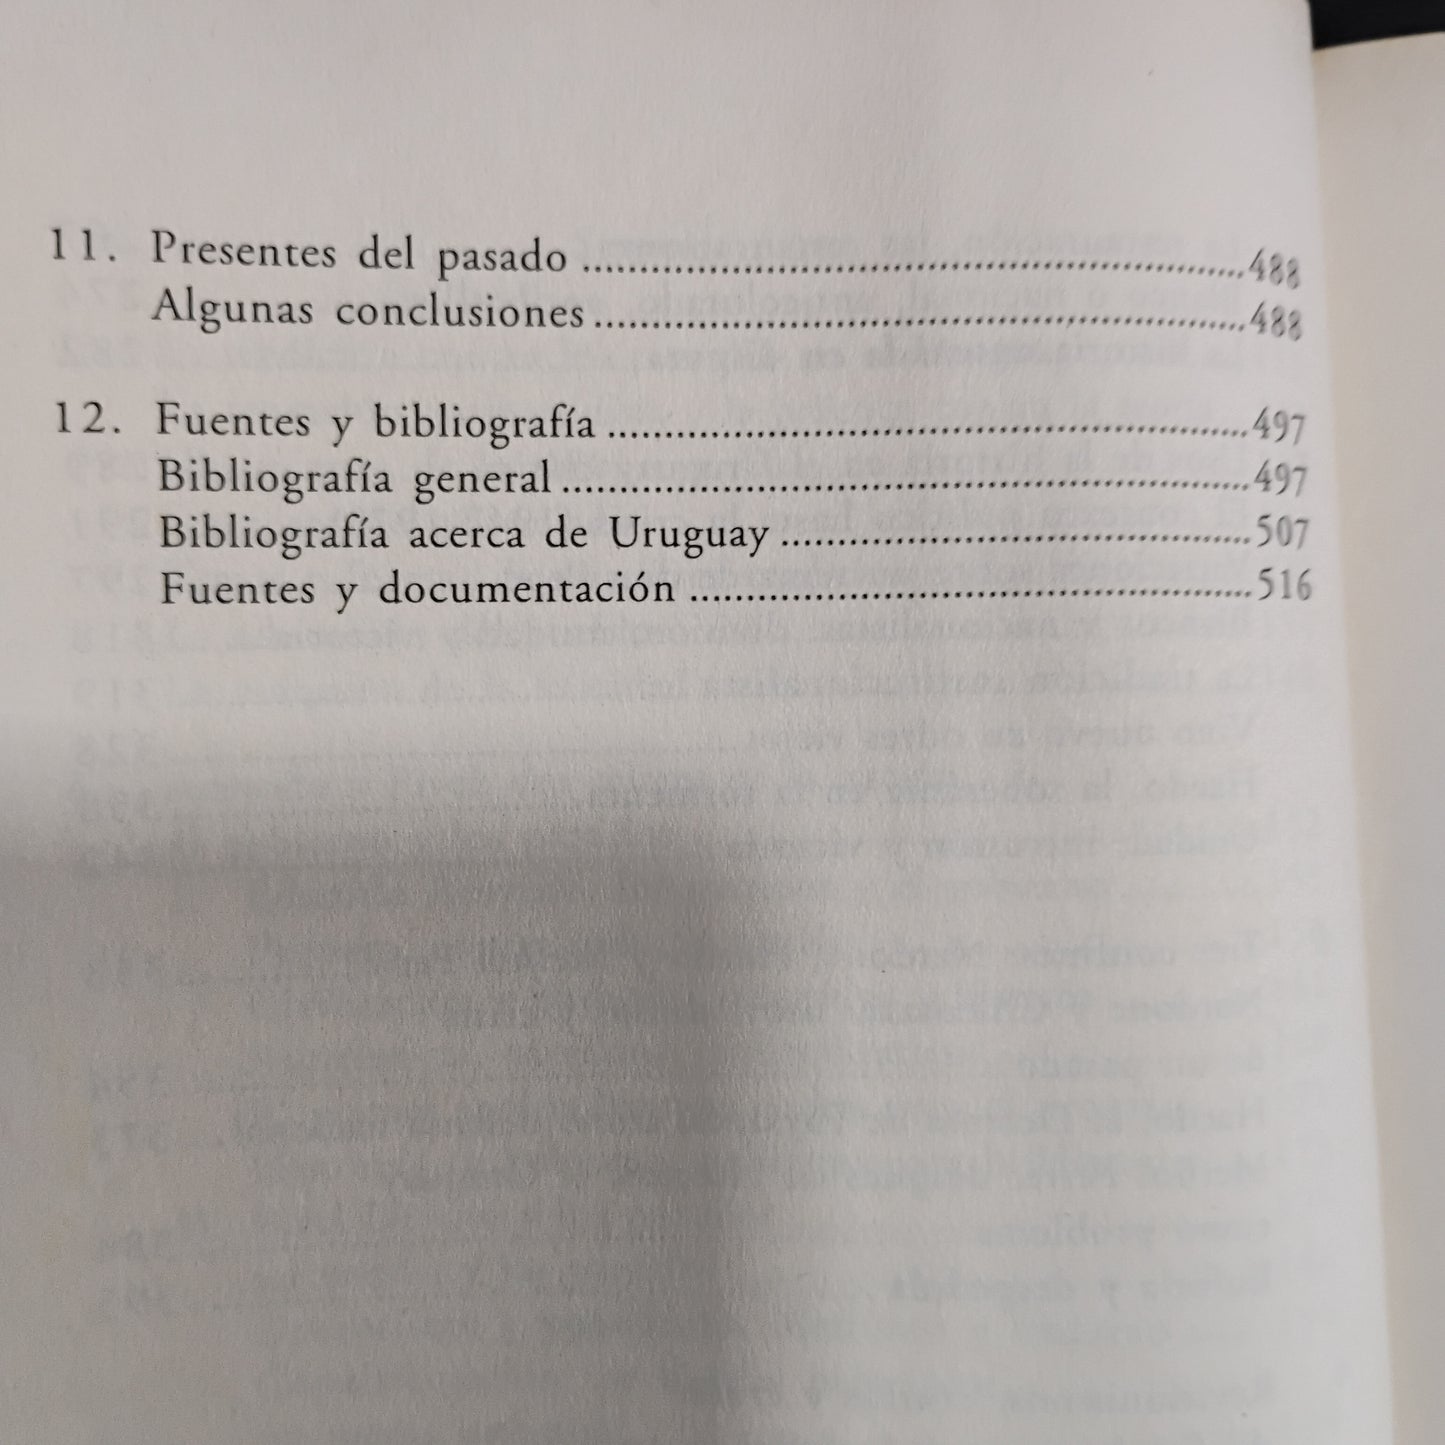 11. Presentes del pasado ........................................................ 488
Algunas conclusiones ........................................................ 488
12. Fuentes y bibliografía ........................................................ 497
Bibliografía general ........................................................ 497
Bibliografía acerca de Uruguay ........................................ 507
Fuentes y documentación ................................................ 516